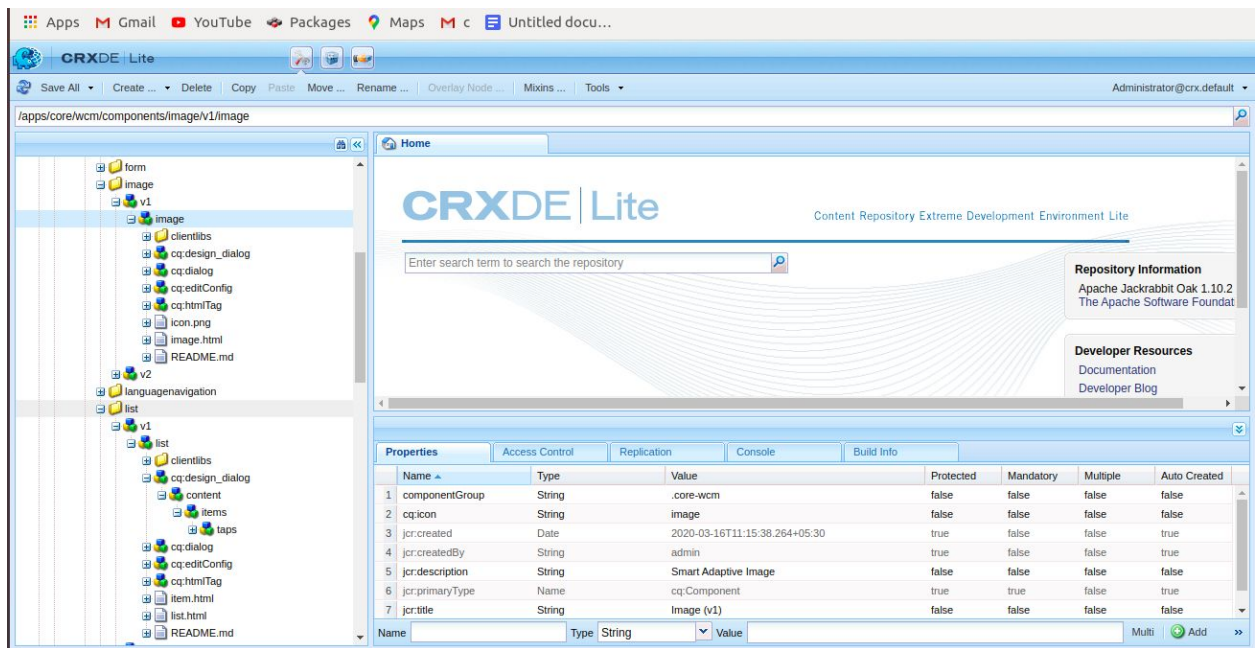 Apps Gmail YouTube Packages Maps c Untitled docu...
CRXDE Lite
Save All Create ... Delete Copy Paste Move ... Rename ... Overlay Node ... Mixins ... Tools Administrator@crx.default
/apps/core/wcm/components/image/v1/image
form
image
v1
image
clientlibs
cq:design_dialog
cq:dialog
cq:editConfig
cq:htmlTag
icon.png
image.html
README.md
v2
languagenavigation
list
v1
list
clientlibs
cq:design_dialog
content
items
taps
cq:dialog
cq:editConfig
cq:htmlTag
item.html
list.html
README.md
Home
CRXDE Lite
Content Repository Extreme Development Environment Lite
Enter search term to search the repository
Repository Information
Apache Jackrabbit Oak 1.10.2
The Apache Software Foundat
Developer Resources
Documentation
Developer Blog
Properties Access Control Replication Console Build Info
Name Type Value Protected Mandatory Multiple Auto Created
1 componentGroup String .core-wcm false false false false
2 cq:icon String image false false false false
3 jcr:created Date 2020-03-16T11:15:38.264+05:30 true false false true
4 jcr:createdBy String admin true false false true
5 jcr:description String Smart Adaptive Image false false false false
6 jcr:primaryType Name cq:Component true true false true
7 jcr:title String Image (v1) false false false false
Name Type String Value Multi Add »